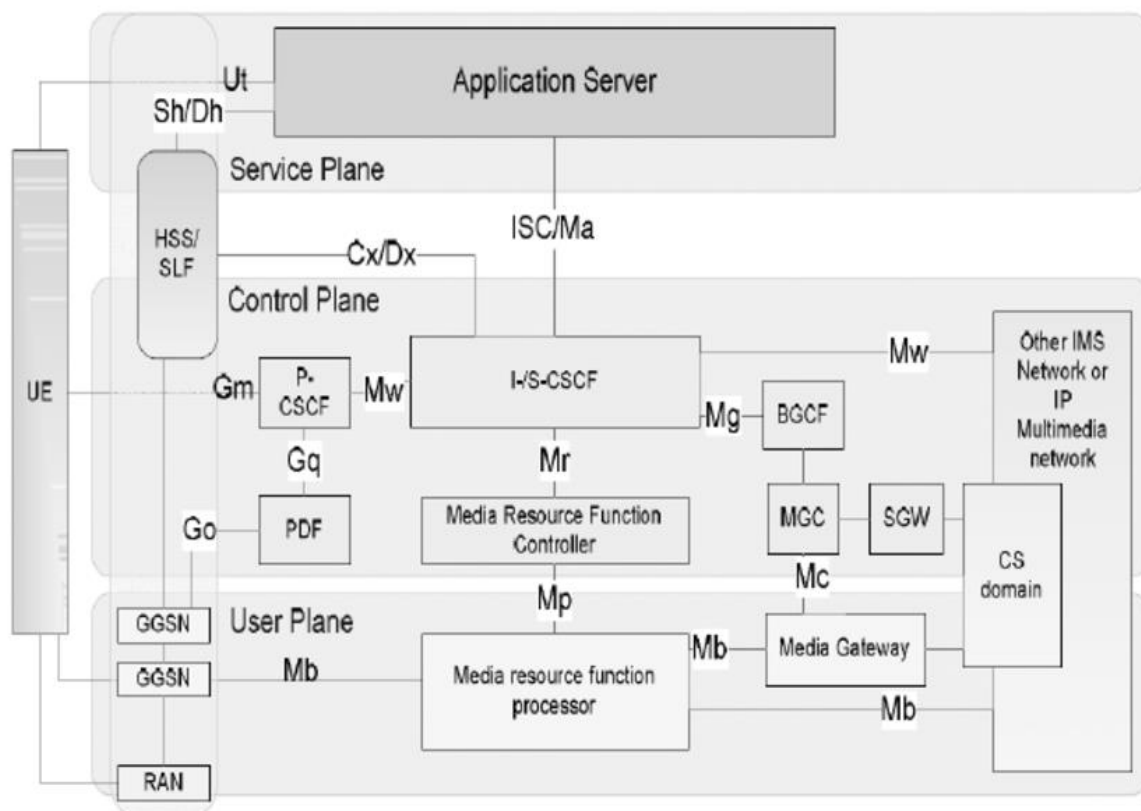 Ut
Application Server
Sh/Dh
Service Plane
HSS/
SLF
ISC/Ma
Cx/Dx
Control Plane
UE
Gm
P-
CSCF
Mw
I-/S-CSCF
Mw
Other IMS
Network or
IP
Multimedia
network
Mg
BGCF
Gq
Mr
Go
PDF
Media Resource Function
Controller
MGC
SGW
CS
domain
Mc
Mp
GGSN
User Plane
GGSN
Mb
Media resource function
processor
Mb
Media Gateway
Mb
RAN